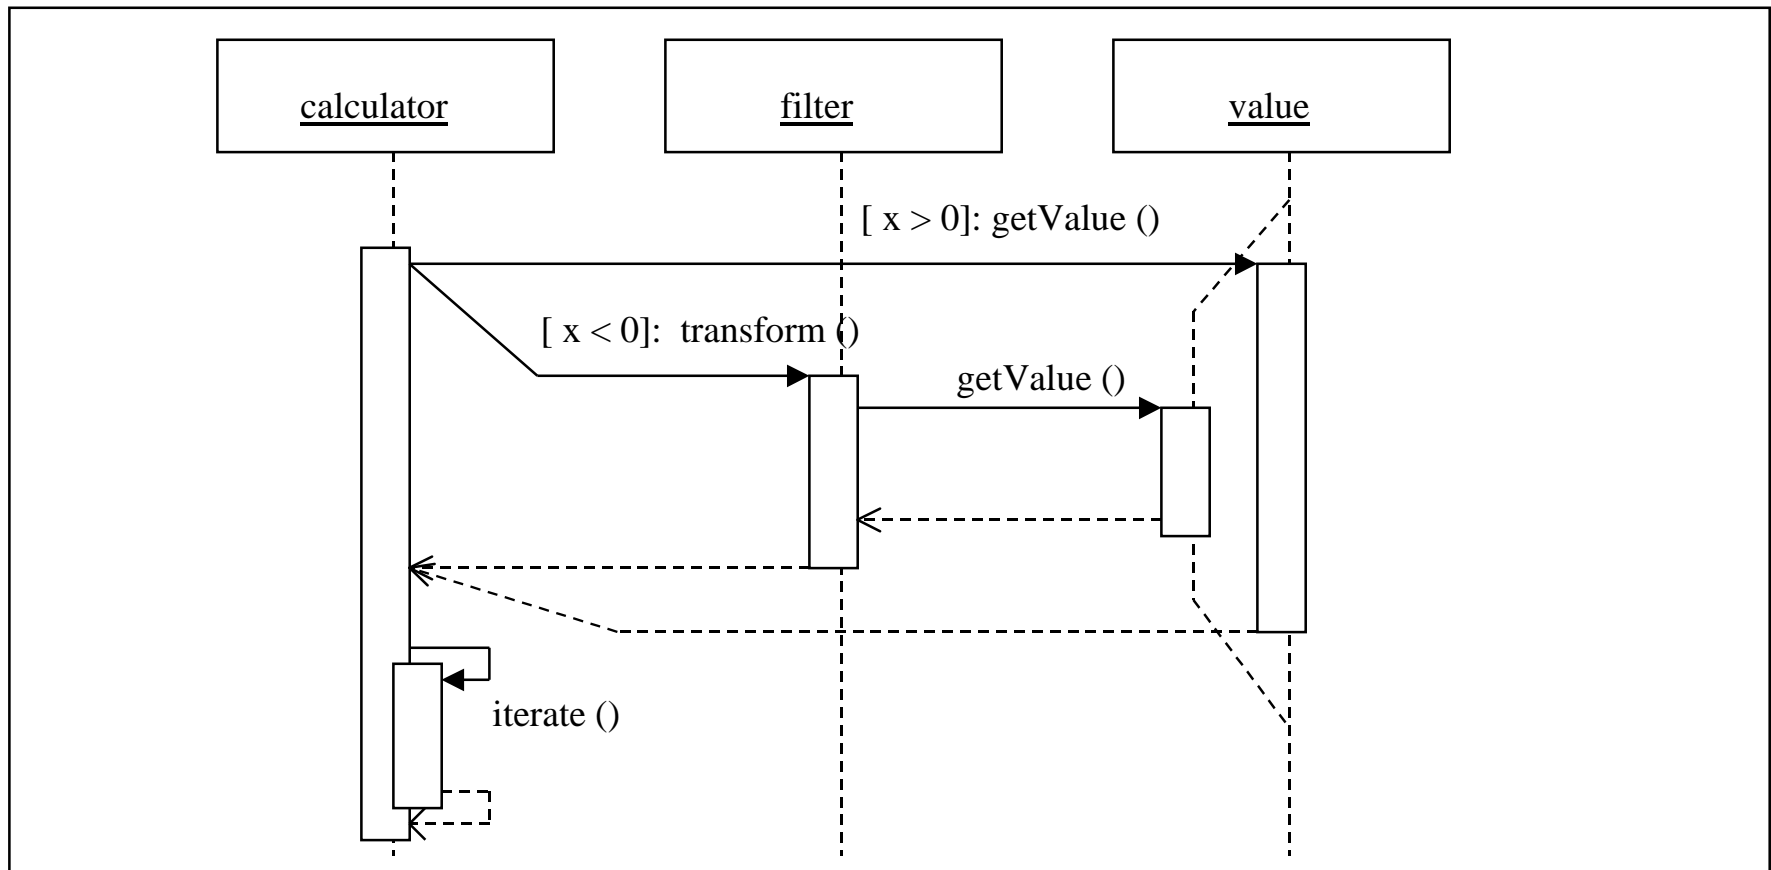 calculator
filter
value
[ x > 0]: getValue ()
[ x < 0]:  transform ()
getValue ()
iterate ()